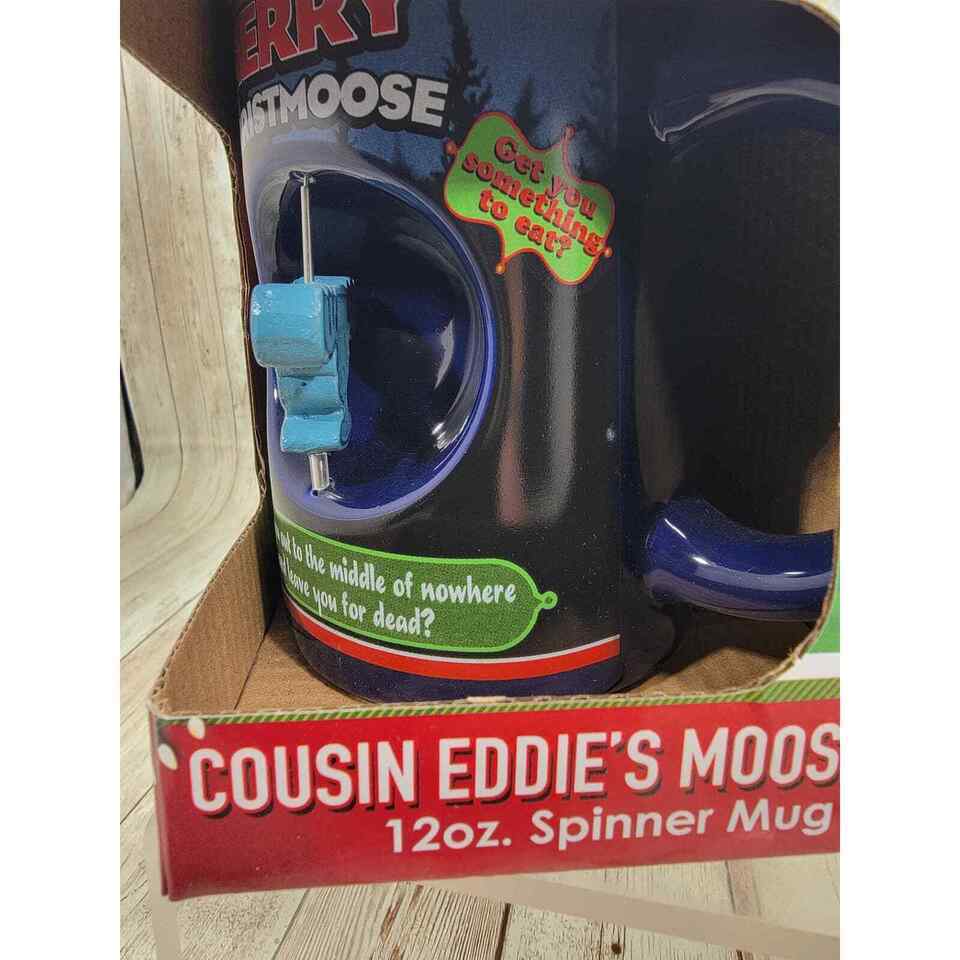 ERRY
ISTMOOSE
Get you
something
to eat?
out to the middle of nowhere
leave you for dead?
COUSIN EDDIE'S MOOS
12oz. Spinner Mug